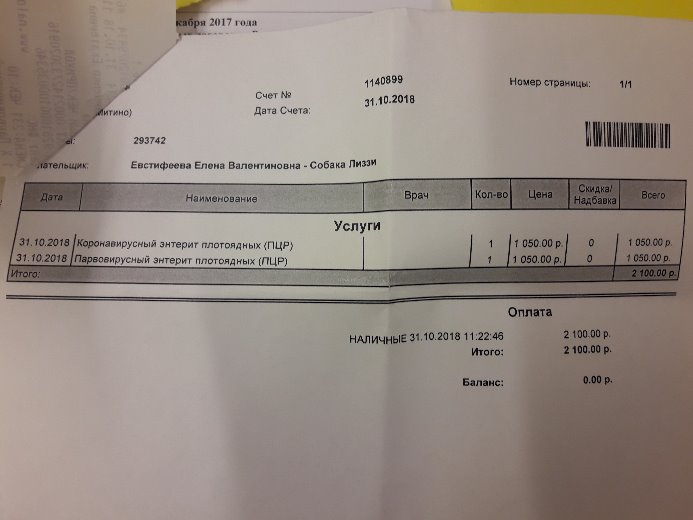 кабря 2017 года
Счет № 1140899 Номер страницы: 1/1
Дата Счета: 31.10.2018
Митино)
ы: 293742
лательщик: Евстифеева Елена Валентиновна - Собака Лиззи
Дата Наименование Врач Кол-во Цена Скидка/ Надбавка Всего
Услуги
31.10.2018 Коронавирусный энтерит плотоядных (ПЦР) 1 1 050.00 р. 0 1 050.00 р.
31.10.2018 Парвовирусный энтерит плотоядных (ПЦР) 1 1 050.00 р. 0 1 050.00 р.
Итого: 2 100.00 р.
Оплата
НАЛИЧНЫЕ 31.10.2018 11:22:46 2 100.00 р.
Итого: 2 100.00 р.
Баланс: 0.00 р.